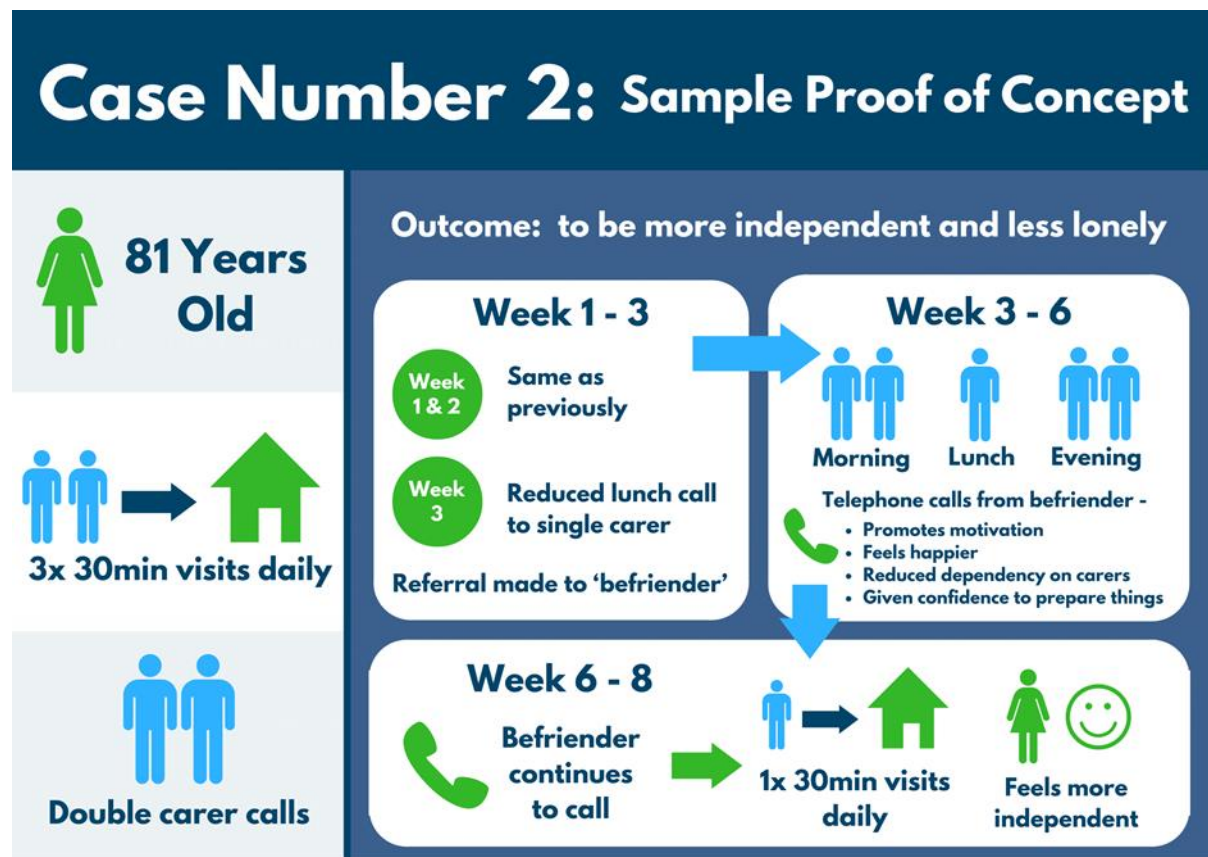 Case Number 2: Sample Proof of Concept
81 Years
Old
3x 30min visits daily
Double carer calls
Outcome: to be more independent and less lonely
Week 1 - 3
Week
1 & 2
Same as
previously
Week
3
Reduced lunch call
to single carer
Referral made to ‘befriender’
Week 3 - 6
Morning
Lunch
Evening
Telephone calls from befriender -
• Promotes motivation
• Feels happier
• Reduced dependency on carers
• Given confidence to prepare things
Week 6 - 8
Befriender
continues
to call
1x 30min visits
daily
Feels more
independent